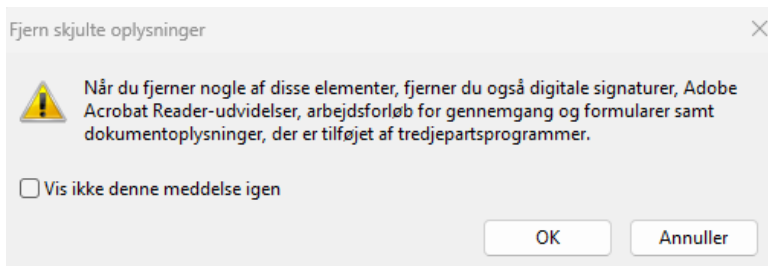 Fjern skjulte oplysninger
Når du fjerner nogle af disse elementer, fjerner du også digitale signaturer, Adobe
Acrobat Reader-udvidelser, arbejdsforløb for gennemgang og formularer samt
dokumentoplysninger, der er tilføjet af tredjepartsprogrammer.
Vis ikke denne meddelse igen
OK
Annuller